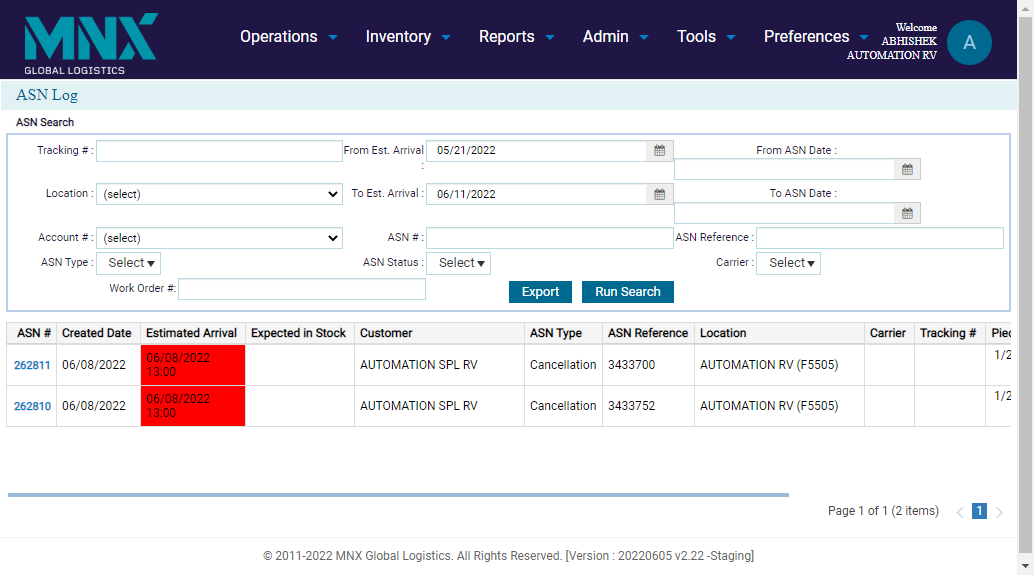 MNX
GLOBAL LOGISTICS
Operations Inventory Reports Admin Tools Preferences
Welcome
ABHISHEK
AUTOMATION RV
A
ASN Log
ASN Search
Tracking # : From Est. Arrival : 05/21/2022 From ASN Date :
Location : (select) To Est. Arrival : 06/11/2022 To ASN Date :
Account # : (select) ASN # : ASN Reference :
ASN Type : Select ASN Status : Select Carrier : Select
Work Order #: Export Run Search
ASN # Created Date Estimated Arrival Expected in Stock Customer ASN Type ASN Reference Location Carrier Tracking # Piec
262811 06/08/2022 06/08/2022 13:00 AUTOMATION SPL RV Cancellation 3433700 AUTOMATION RV (F5505) 1/2
262810 06/08/2022 06/08/2022 13:00 AUTOMATION SPL RV Cancellation 3433752 AUTOMATION RV (F5505) 1/2
Page 1 of 1 (2 items) 1
© 2011-2022 MNX Global Logistics. All Rights Reserved. [Version : 20220605 v2.22 -Staging]